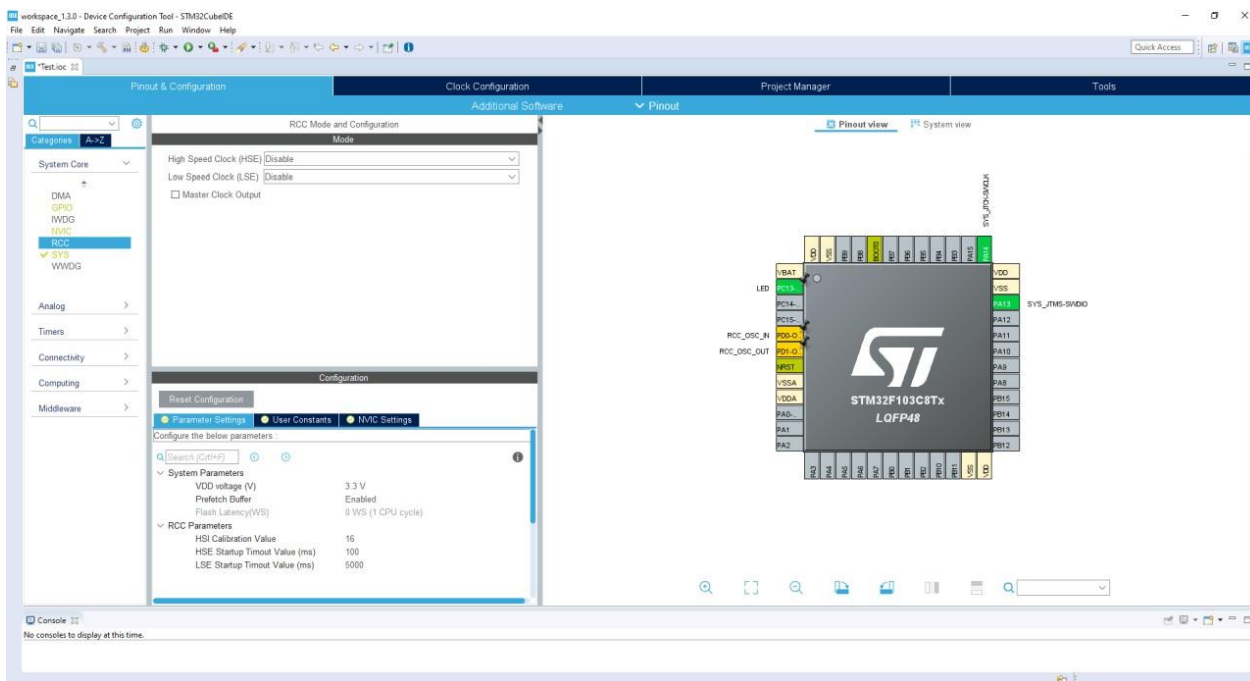 workspace_1.3.0 - Device Configuration Tool - STM32CubeIDE
File Edit Navigate Search Project Run Window Help
Quick Access
*Test.ioc
Pinout & Configuration
Clock Configuration
Project Manager
Tools
Additional Software
Pinout
Categories
A->Z
System Core
DMA
GPIO
IWDG
NVIC
RCC
SYS
WWDG
Analog
Timers
Connectivity
Computing
Middleware
RCC Mode and Configuration
Mode
High Speed Clock (HSE) Disable
Low Speed Clock (LSE) Disable
Master Clock Output
Configuration
Reset Configuration
Parameter Settings
User Constants
NVIC Settings
Configure the below parameters :
Search (Crtl+F)
System Parameters
VDD voltage (V) 3.3 V
Prefetch Buffer Enabled
Flash Latency(WS) 0 WS (1 CPU cycle)
RCC Parameters
HSI Calibration Value 16
HSE Startup Timout Value (ms) 100
LSE Startup Timout Value (ms) 5000
Pinout view
System view
SYS_JTCK-SWCLK
VDD
VSS
PB9
PB8
BOOT0
PB7
PB6
PB5
PB4
PB3
PA15
PA14
VBAT
LED
PC13-..
PC14-..
PC15-..
RCC_OSC_IN
PD0-O..
RCC_OSC_OUT
PD1-O..
NRST
VSSA
VDDA
PA0-..
PA1
PA2
VDD
VSS
PA13
SYS_JTMS-SWDIO
PA12
PA11
PA10
PA9
PA8
PB15
PB14
PB13
PB12
ST
STM32F103C8Tx
LQFP48
PA3
PA4
PA5
PA6
PA7
PB0
PB1
PB2
PB10
PB11
VSS
VDD
Console
No consoles to display at this time.